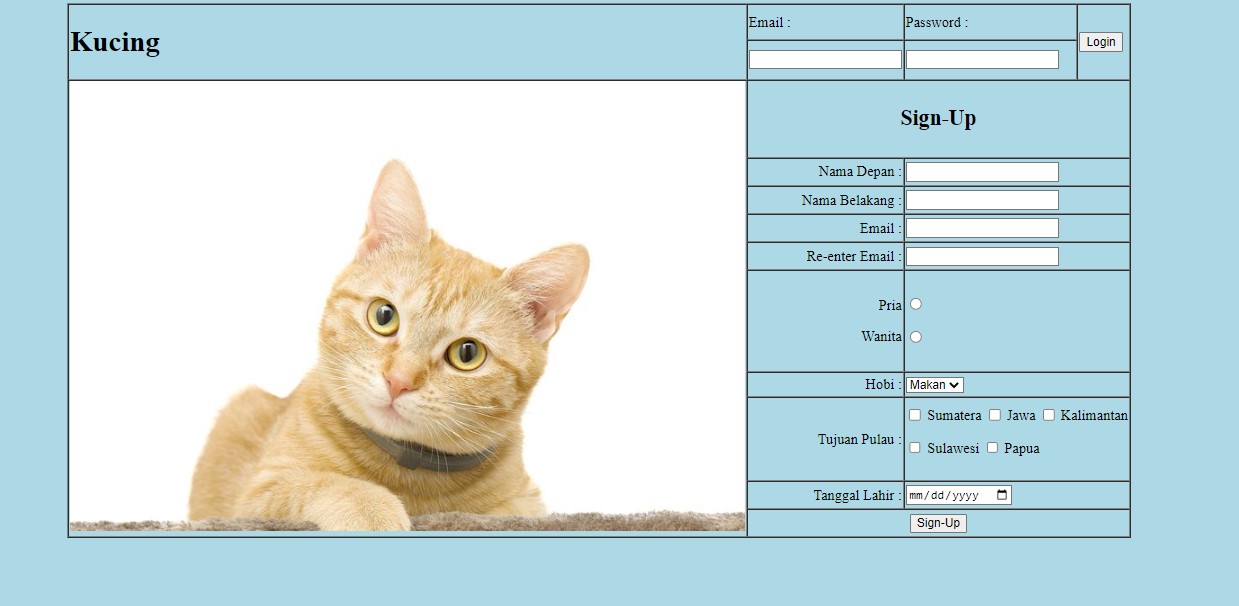 Kucing
Email :
Password :
Login
Sign-Up
Nama Depan :
Nama Belakang :
Email :
Re-enter Email :
Pria
Wanita
Hobi : Makan
Tujuan Pulau :
Sumatera Jawa Kalimantan
Sulawesi Papua
Tanggal Lahir : mm/dd/yyyy
Sign-Up